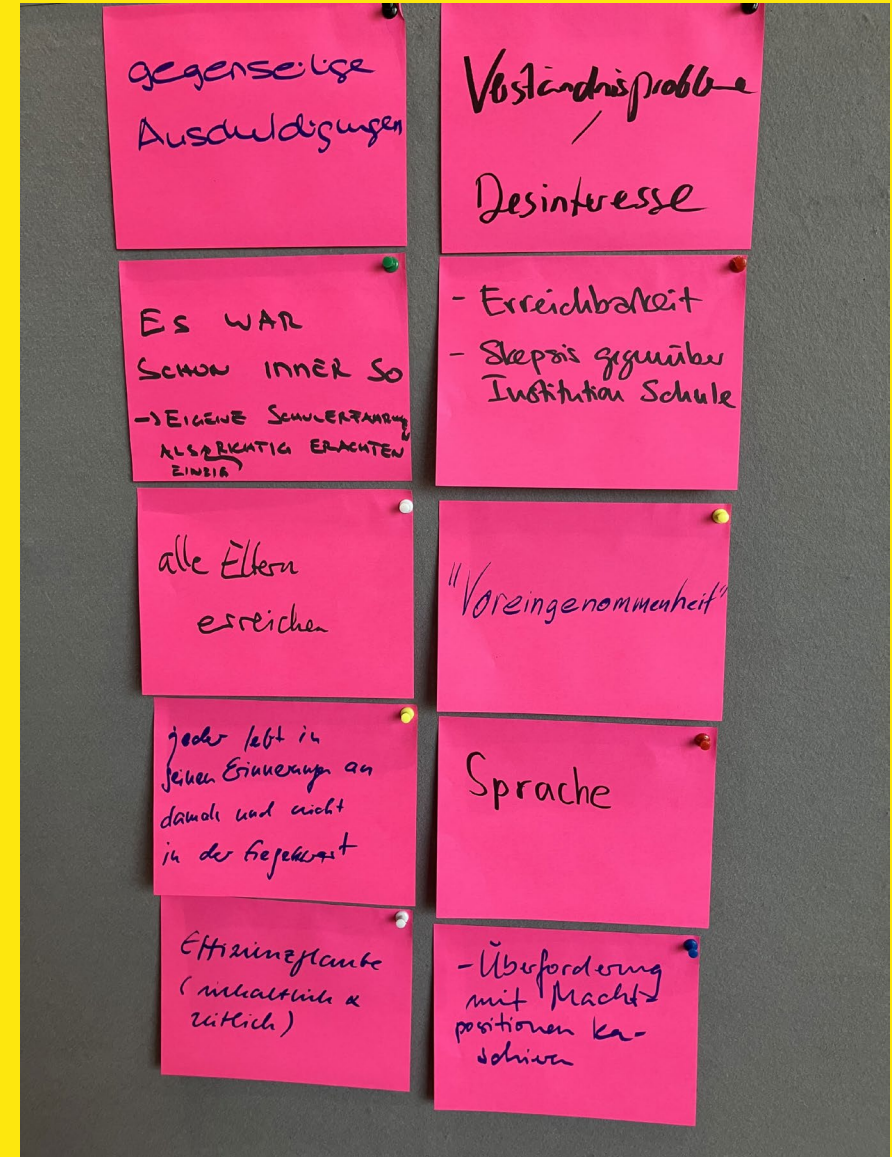 gegenseitige
Anschuldigungen
Verständnisprobleme
/
Desinteresse
ES WAR
SCHON IMMER SO
-> EIGENE SCHULERFAHRUNG
ALS RICHTIG ERACHTEN
EINZIG
- Erreichbarkeit
- Skepsis gegenüber
Institution Schule
alle Eltern
erreichen
"Voreingenommenheit"
jeder lebt in
seinen Erinnerungen an
damals und nicht
in der Gegenwart
Sprache
Effizienzglaube
(inhaltlich &
zeitlich)
- Überforderung
mit Macht-
positionen ka-
schieren